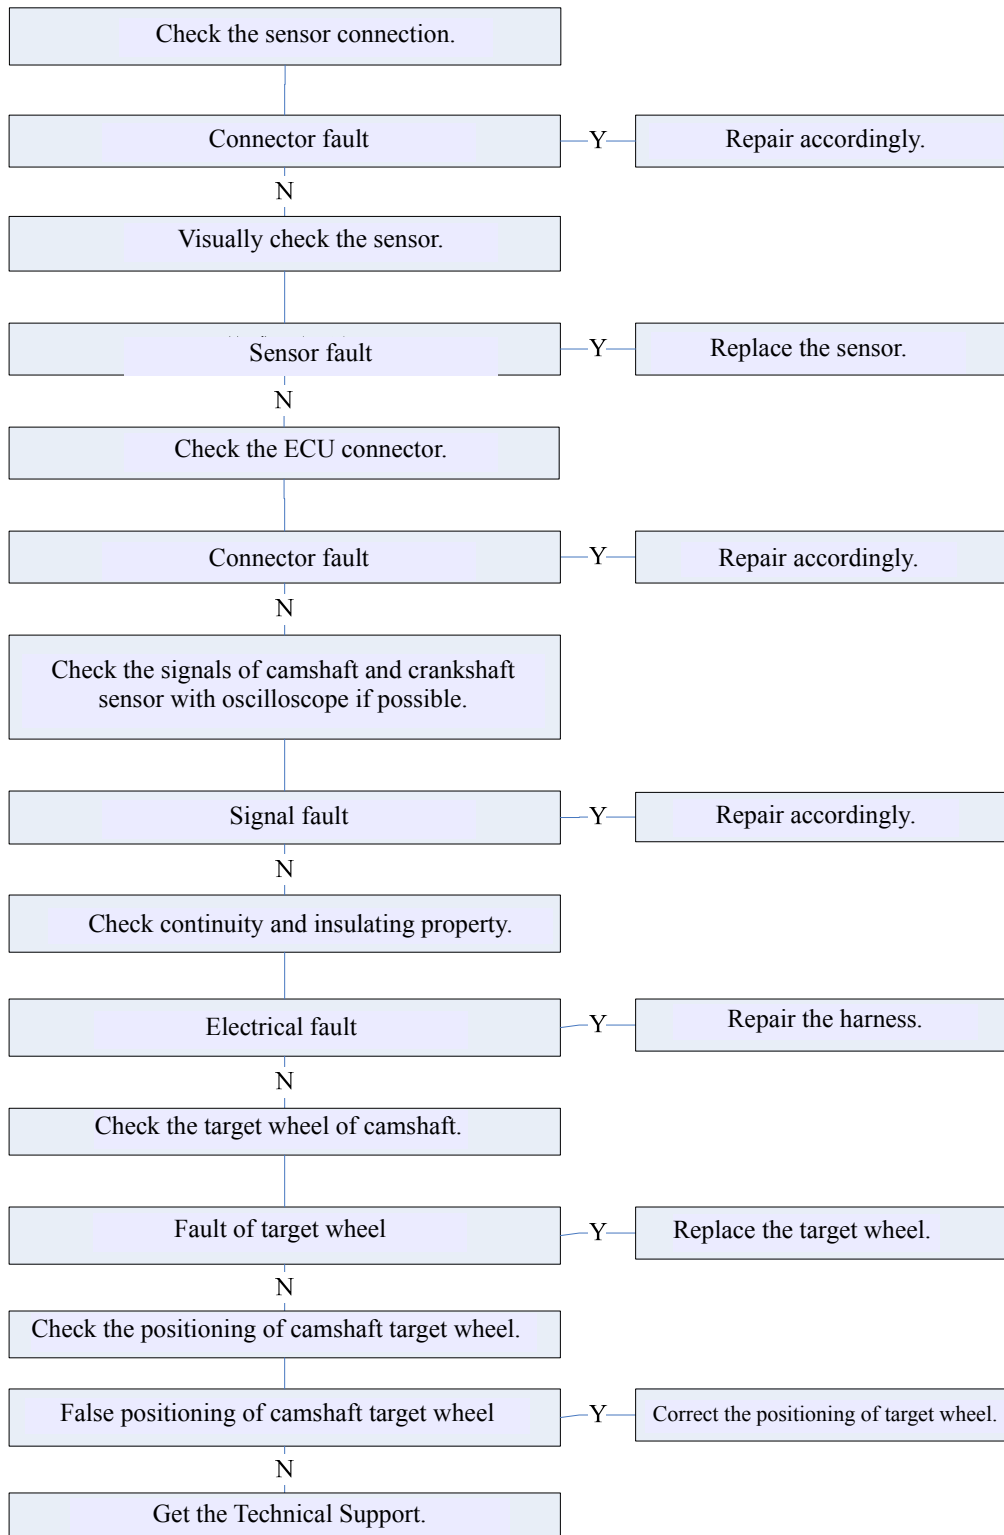 Check the sensor connection.
Connector fault
Y
Repair accordingly.
N
Visually check the sensor.
Sensor fault
Y
Replace the sensor.
N
Check the ECU connector.
Connector fault
Y
Repair accordingly.
N
Check the signals of camshaft and crankshaft
sensor with oscilloscope if possible.
Signal fault
Y
Repair accordingly.
N
Check continuity and insulating property.
Electrical fault
Y
Repair the harness.
N
Check the target wheel of camshaft.
Fault of target wheel
Y
Replace the target wheel.
N
Check the positioning of camshaft target wheel.
False positioning of camshaft target wheel
Y
Correct the positioning of target wheel.
N
Get the Technical Support.